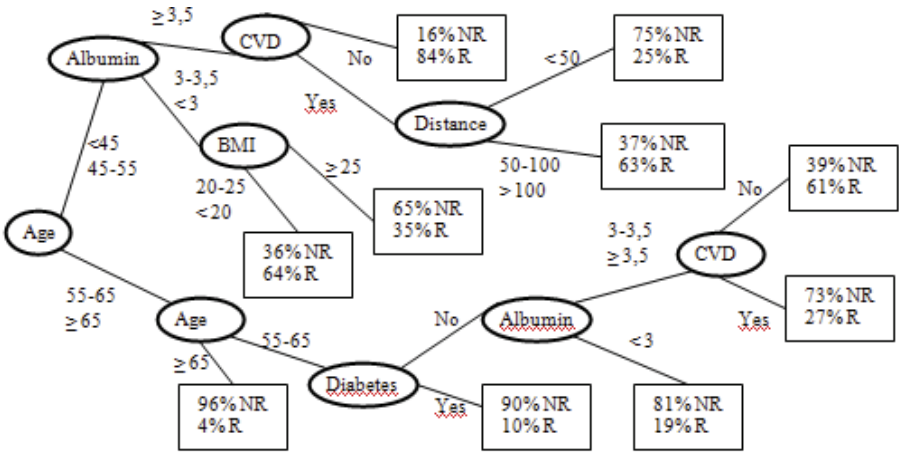 ≥3,5
CVD
No
16%NR
84%R
<50
75%NR
25%R
Albumin
3-3,5
<3
Yes
Distance
37%NR
63%R
50-100
>100
<45
45-55
BMI
≥25
20-25
<20
65%NR
35%R
36%NR
64%R
No
39%NR
61%R
Age
3-3,5
≥3,5
CVD
55-65
≥65
Age
No
Albumin
Yes
73%NR
27%R
≥65
55-65
<3
Diabetes
Yes
96%NR
4%R
90%NR
10%R
81%NR
19%R